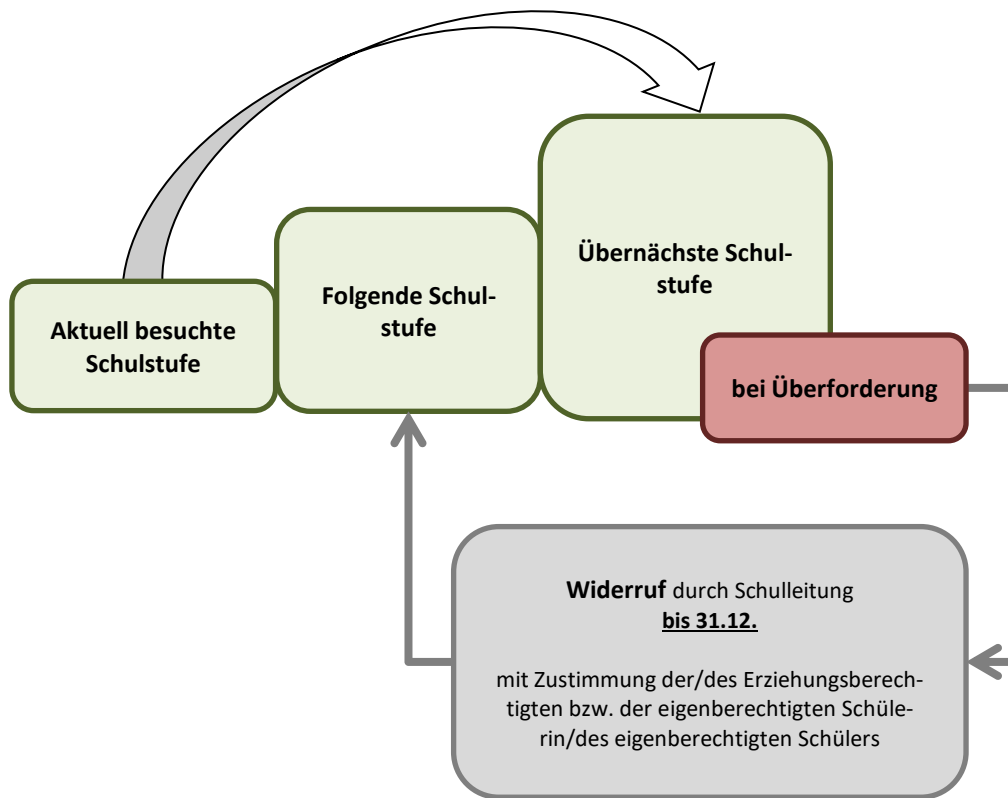 Aktuell besuchte
Schulstufe
Folgende Schul-
stufe
Übernächste Schul-
stufe
bei Überforderung
Widerruf durch Schulleitung
bis 31.12.
mit Zustimmung der/des Erziehungsberech-
tigten bzw. der eigenberechtigten Schüle-
rin/des eigenberechtigten Schülers